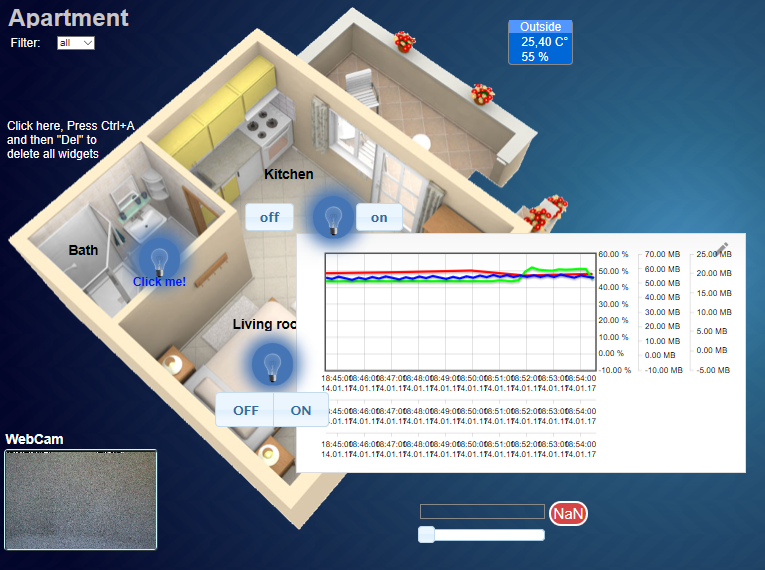 Apartment
Filter:
all
Outside
25,40 C°
55 %
Click here, Press Ctrl+A
and then "Del" to
delete all widgets
Kitchen
off
on
Bath
Click me!
Living roo
OFF
ON
60.00 %
50.00 %
40.00 %
30.00 %
20.00 %
10.00 %
0.00 %
-10.00 %
70.00 MB
60.00 MB
50.00 MB
40.00 MB
30.00 MB
20.00 MB
10.00 MB
0.00 MB
-10.00 MB
25.00 MB
20.00 MB
15.00 MB
10.00 MB
5.00 MB
0.00 MB
-5.00 MB
18:45:00 18:46:00 18:47:00 18:48:00 18:49:00 18:50:00 18:51:00 18:52:00 18:53:00 18:54:00
14.01.17 14.01.17 14.01.17 14.01.17 14.01.17 14.01.17 14.01.17 14.01.17 14.01.17 14.01.17
18:45:00 18:46:00 18:47:00 18:48:00 18:49:00 18:50:00 18:51:00 18:52:00 18:53:00 18:54:00
14.01.17 14.01.17 14.01.17 14.01.17 14.01.17 14.01.17 14.01.17 14.01.17 14.01.17 14.01.17
18:45:00 18:46:00 18:47:00 18:48:00 18:49:00 18:50:00 18:51:00 18:52:00 18:53:00 18:54:00
14.01.17 14.01.17 14.01.17 14.01.17 14.01.17 14.01.17 14.01.17 14.01.17 14.01.17 14.01.17
WebCam
NaN